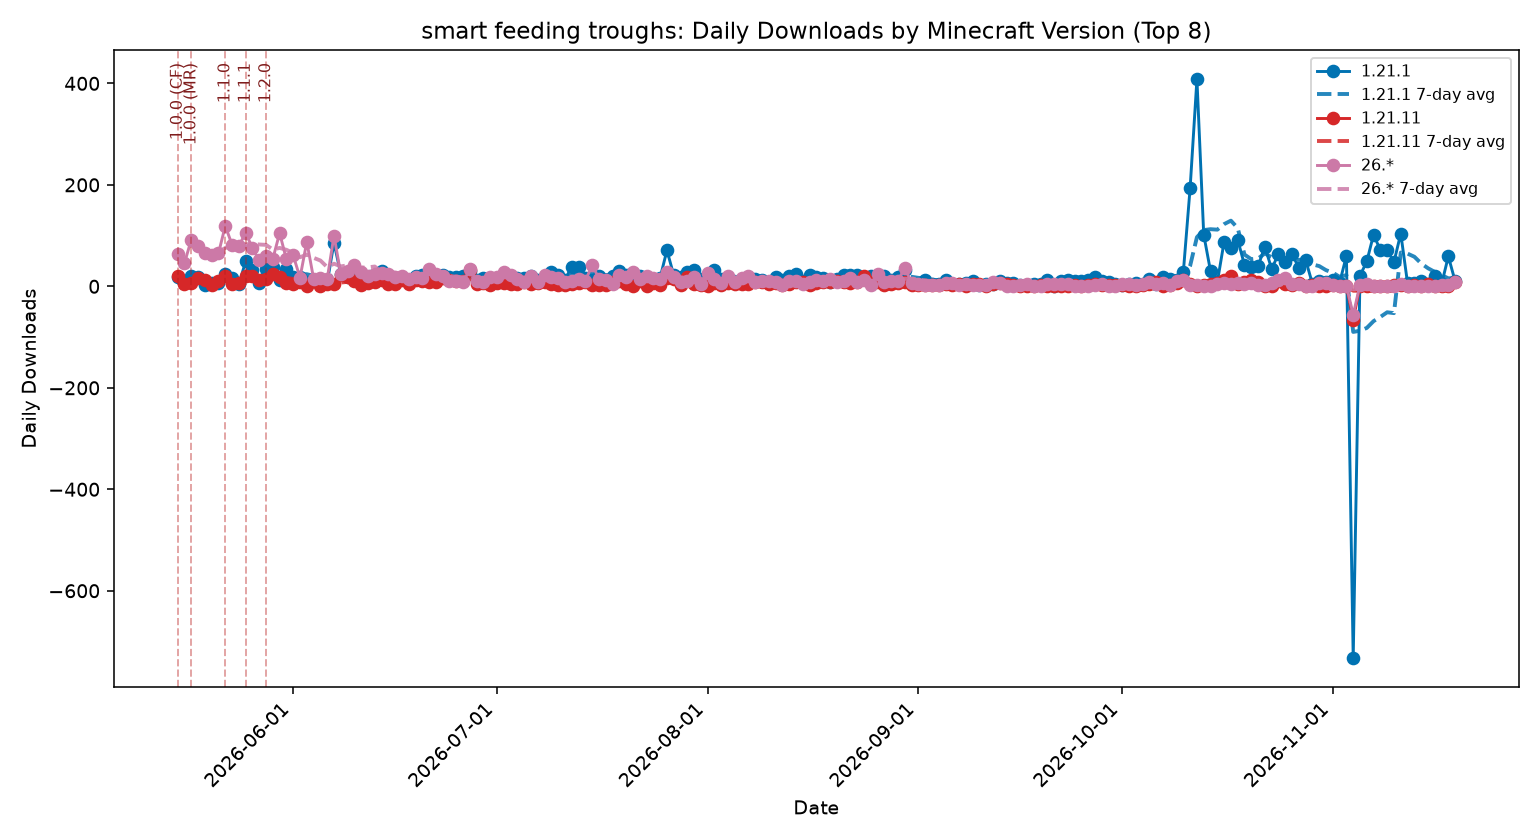 smart feeding troughs: Daily Downloads by Minecraft Version (Top 8)
1.0.0 (CF)
1.0.0 (MR)
1.1.0
1.1.1
1.2.0
1.21.1
1.21.1 7-day avg
1.21.11
1.21.11 7-day avg
26.*
26.* 7-day avg
Daily Downloads
400
200
0
−200
−400
−600
2026-06-01
2026-07-01
2026-08-01
2026-09-01
2026-10-01
2026-11-01
Date